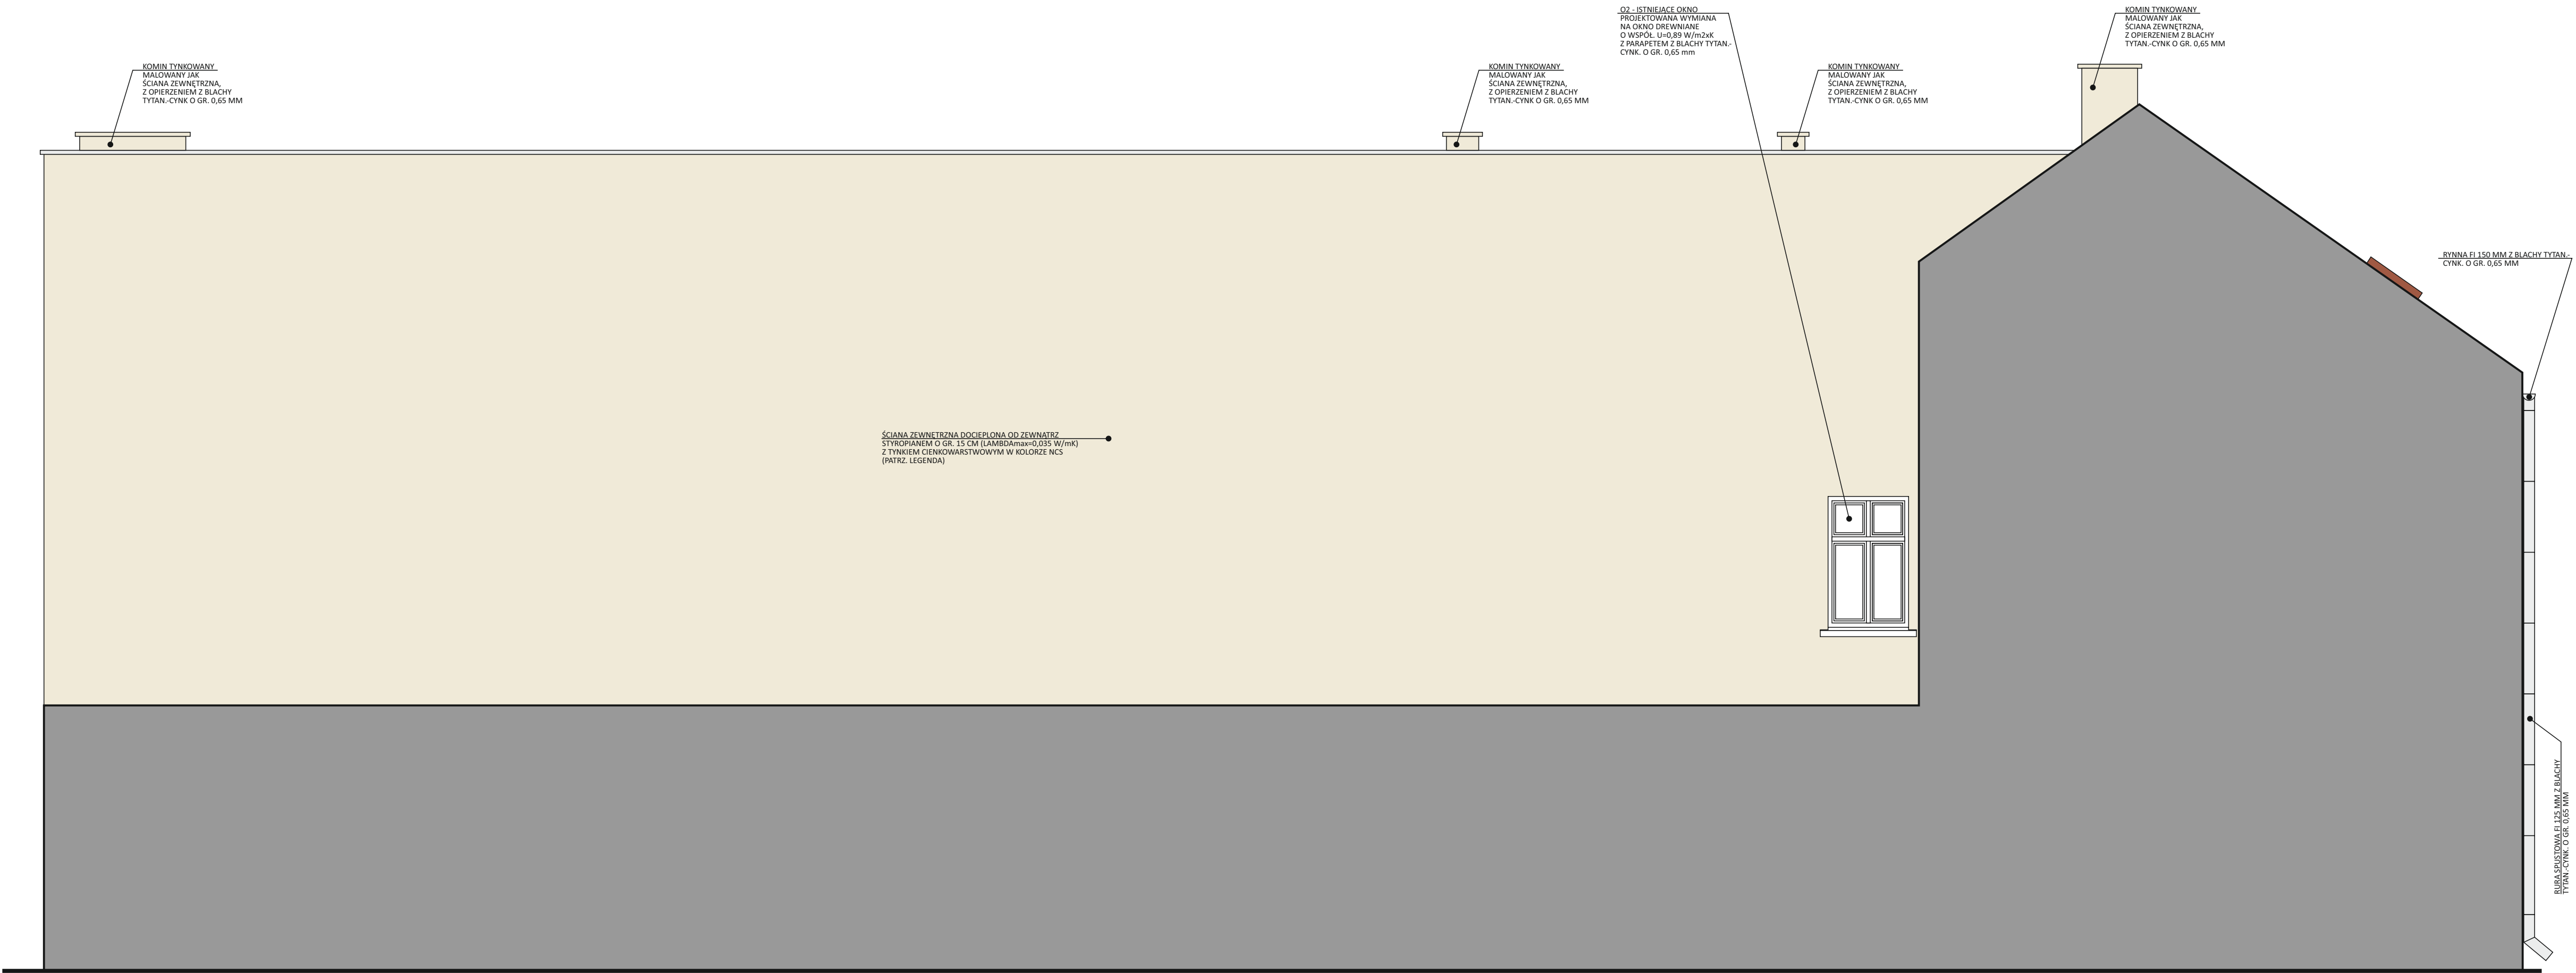 KOMIN TYNKOWANY
MALOWANY JAK
ŚCIANA ZEWNĘTRZNA,
Z OPIERZENIEM Z BLACHY
TYTAN.-CYNK O GR. 0,65 MM
KOMIN TYNKOWANY
MALOWANY JAK
ŚCIANA ZEWNĘTRZNA,
Z OPIERZENIEM Z BLACHY
TYTAN.-CYNK O GR. 0,65 MM
O2 - ISTNIEJĄCE OKNO
PROJEKTOWANA WYMIANA
NA OKNO DREWNIANE
O WSPÓŁ. U=0,89 W/m2xK
Z PARAPETEM Z BLACHY TYTAN.-
CYNK. O GR. 0,65 mm
KOMIN TYNKOWANY
MALOWANY JAK
ŚCIANA ZEWNĘTRZNA,
Z OPIERZENIEM Z BLACHY
TYTAN.-CYNK O GR. 0,65 MM
KOMIN TYNKOWANY
MALOWANY JAK
ŚCIANA ZEWNĘTRZNA,
Z OPIERZENIEM Z BLACHY
TYTAN.-CYNK O GR. 0,65 MM
RYNNA FI 150 MM Z BLACHY TYTAN.-
CYNK. O GR. 0,65 MM
ŚCIANA ZEWNĘTRZNA DOCIEPLONA OD ZEWNĄTRZ
STYROPIANEM O GR. 15 CM (LAMBDAmax=0,035 W/mK)
Z TYNKIEM CIENKOWARSTWOWYM W KOLORZE NCS
(PATRZ. LEGENDA)
RURA SPUSTOWA FI 125 MM Z BLACHY
TYTAN.-CYNK. O GR. 0,65 MM